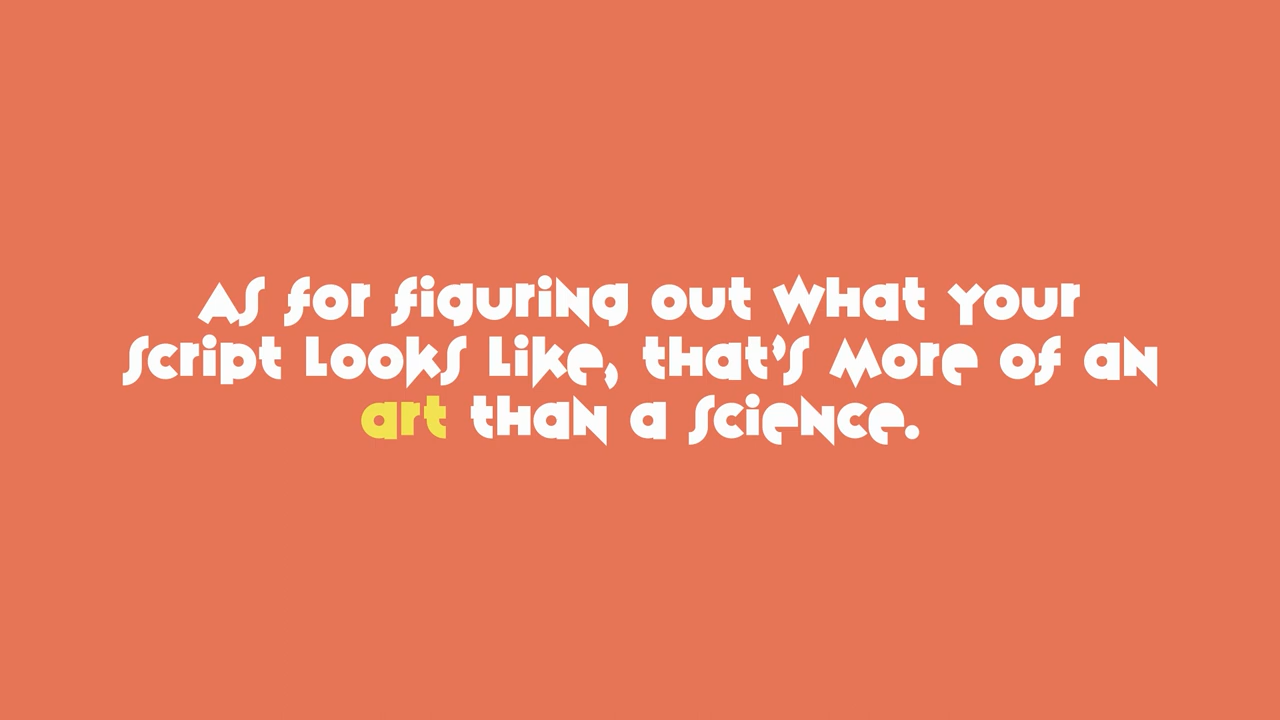 As for figuring out what your
script looks like, that's more of an
art than a science.